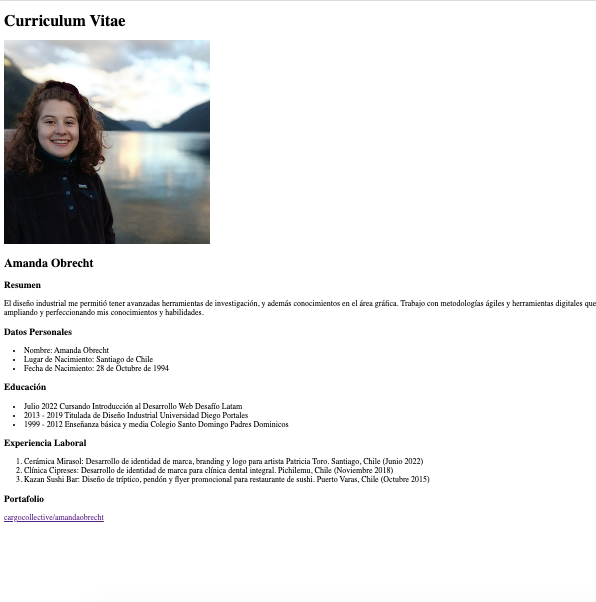 Curriculum Vitae
Amanda Obrecht
Resumen
El diseño industrial me permitió tener avanzadas herramientas de investigación, y además conocimientos en el área gráfica. Trabajo con metodologías ágiles y herramientas digitales que
ampliando y perfeccionando mis conocimientos y habilidades.
Datos Personales
• Nombre: Amanda Obrecht
• Lugar de Nacimiento: Santiago de Chile
• Fecha de Nacimiento: 28 de Octubre de 1994
Educación
• Julio 2022 Cursando Introducción al Desarrollo Web Desafío Latam
• 2013 - 2019 Titulada de Diseño Industrial Universidad Diego Portales
• 1999 - 2012 Enseñanza básica y media Colegio Santo Domingo Padres Dominicos
Experiencia Laboral
1. Cerámica Mirasol: Desarrollo de identidad de marca, branding y logo para artista Patricia Toro. Santiago, Chile (Junio 2022)
2. Clínica Cipreses: Desarrollo de identidad de marca para clínica dental integral. Pichilemu, Chile (Noviembre 2018)
3. Kazan Sushi Bar: Diseño de tríptico, pendón y flyer promocional para restaurante de sushi. Puerto Varas, Chile (Octubre 2015)
Portafolio
cargocollective/amandaobrecht